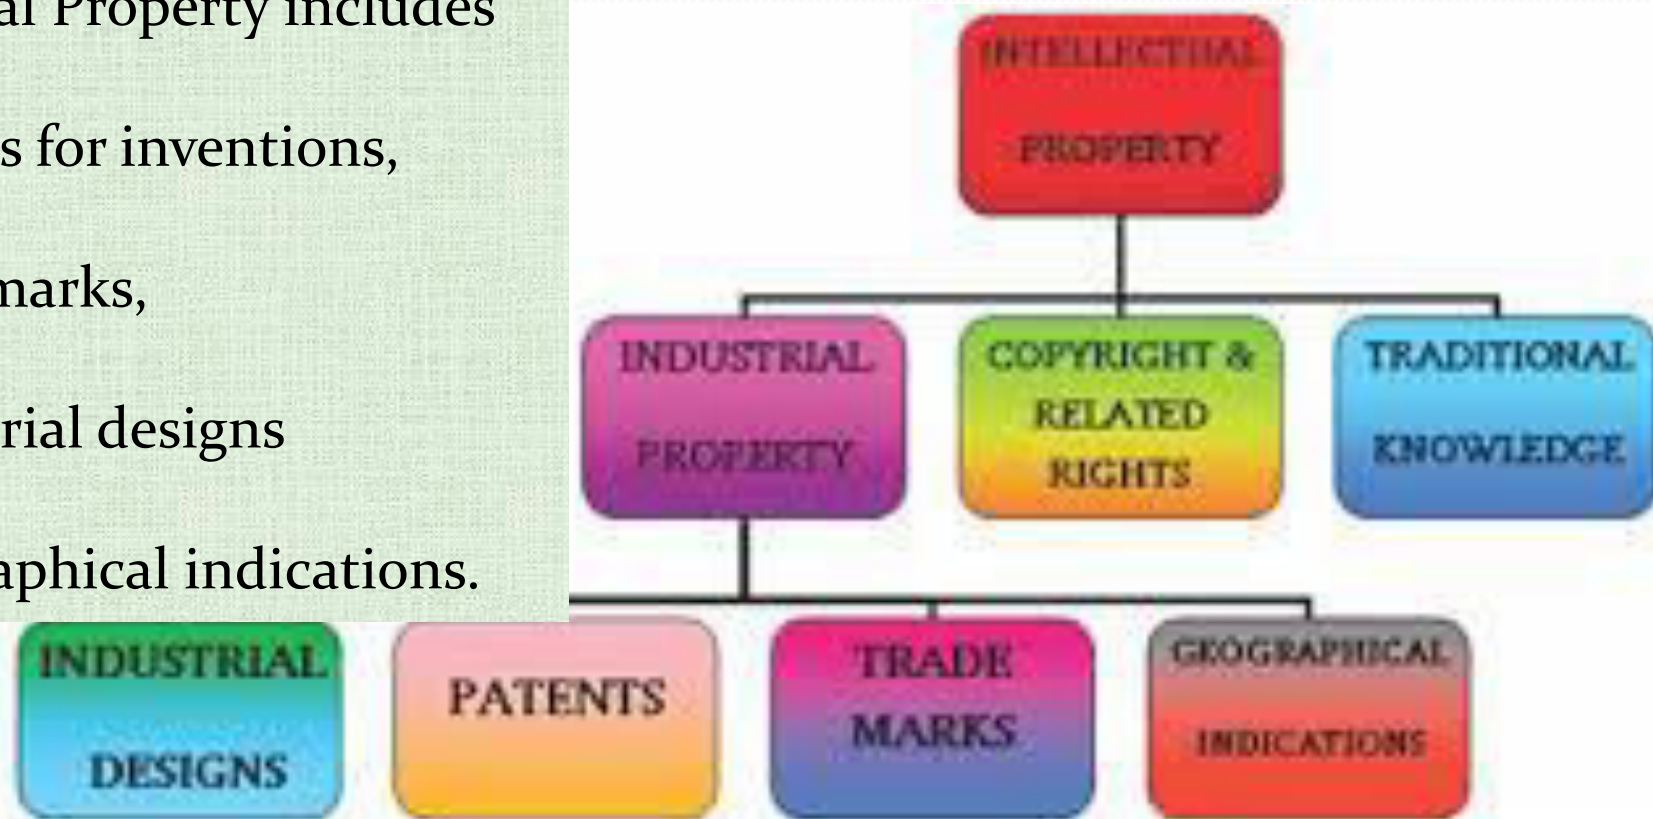 al Property includes
s for inventions,
marks,
rial designs
aphical indications.
INTELLECTUAL
PROPERTY
INDUSTRIAL
PROPERTY
COPYRIGHT &
RELATED
RIGHTS
TRADITIONAL
KNOWLEDGE
INDUSTRIAL
DESIGNS
PATENTS
TRADE
MARKS
GEOGRAPHICAL
INDICATIONS